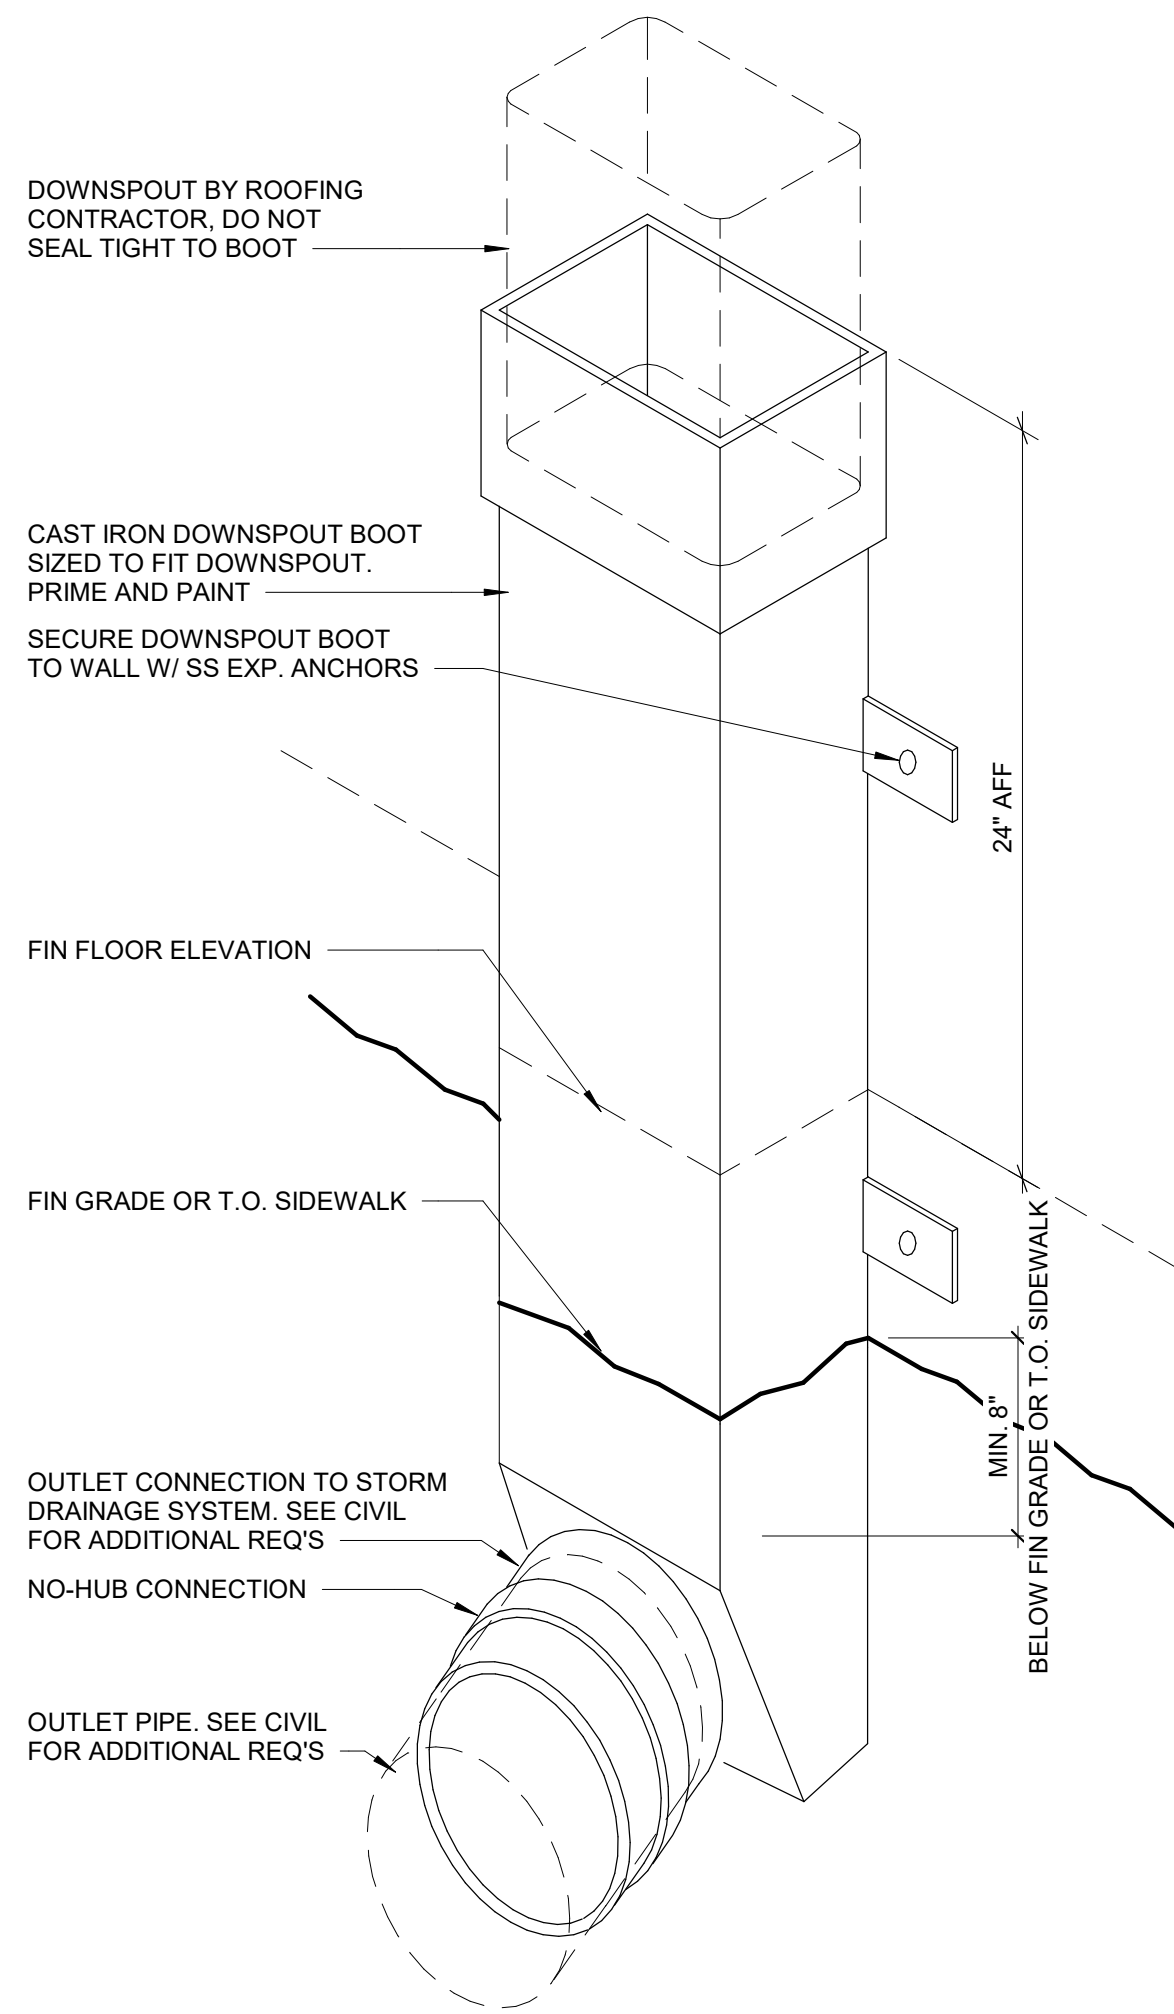 DOWNSPOUT BY ROOFING
CONTRACTOR, DO NOT
SEAL TIGHT TO BOOT
CAST IRON DOWNSPOUT BOOT
SIZED TO FIT DOWNSPOUT.
PRIME AND PAINT
SECURE DOWNSPOUT BOOT
TO WALL W/ SS EXP. ANCHORS
24" AFF
FIN FLOOR ELEVATION
FIN GRADE OR T.O. SIDEWALK
MIN. 8"
BELOW FIN GRADE OR T.O. SIDEWALK
OUTLET CONNECTION TO STORM
DRAINAGE SYSTEM. SEE CIVIL
FOR ADDITIONAL REQ'S
NO-HUB CONNECTION
OUTLET PIPE. SEE CIVIL
FOR ADDITIONAL REQ'S